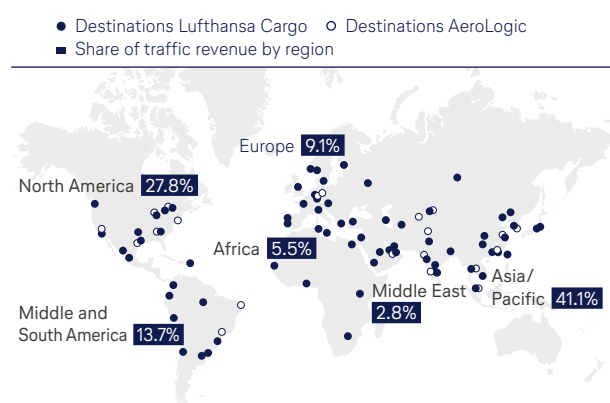 Destinations Lufthansa Cargo
Destinations AeroLogic
Share of traffic revenue by region
Europe 9.1%
North America 27.8%
Africa 5.5%
Middle East
2.8%
Asia/
Pacific 41.1%
Middle and
South America 13.7%